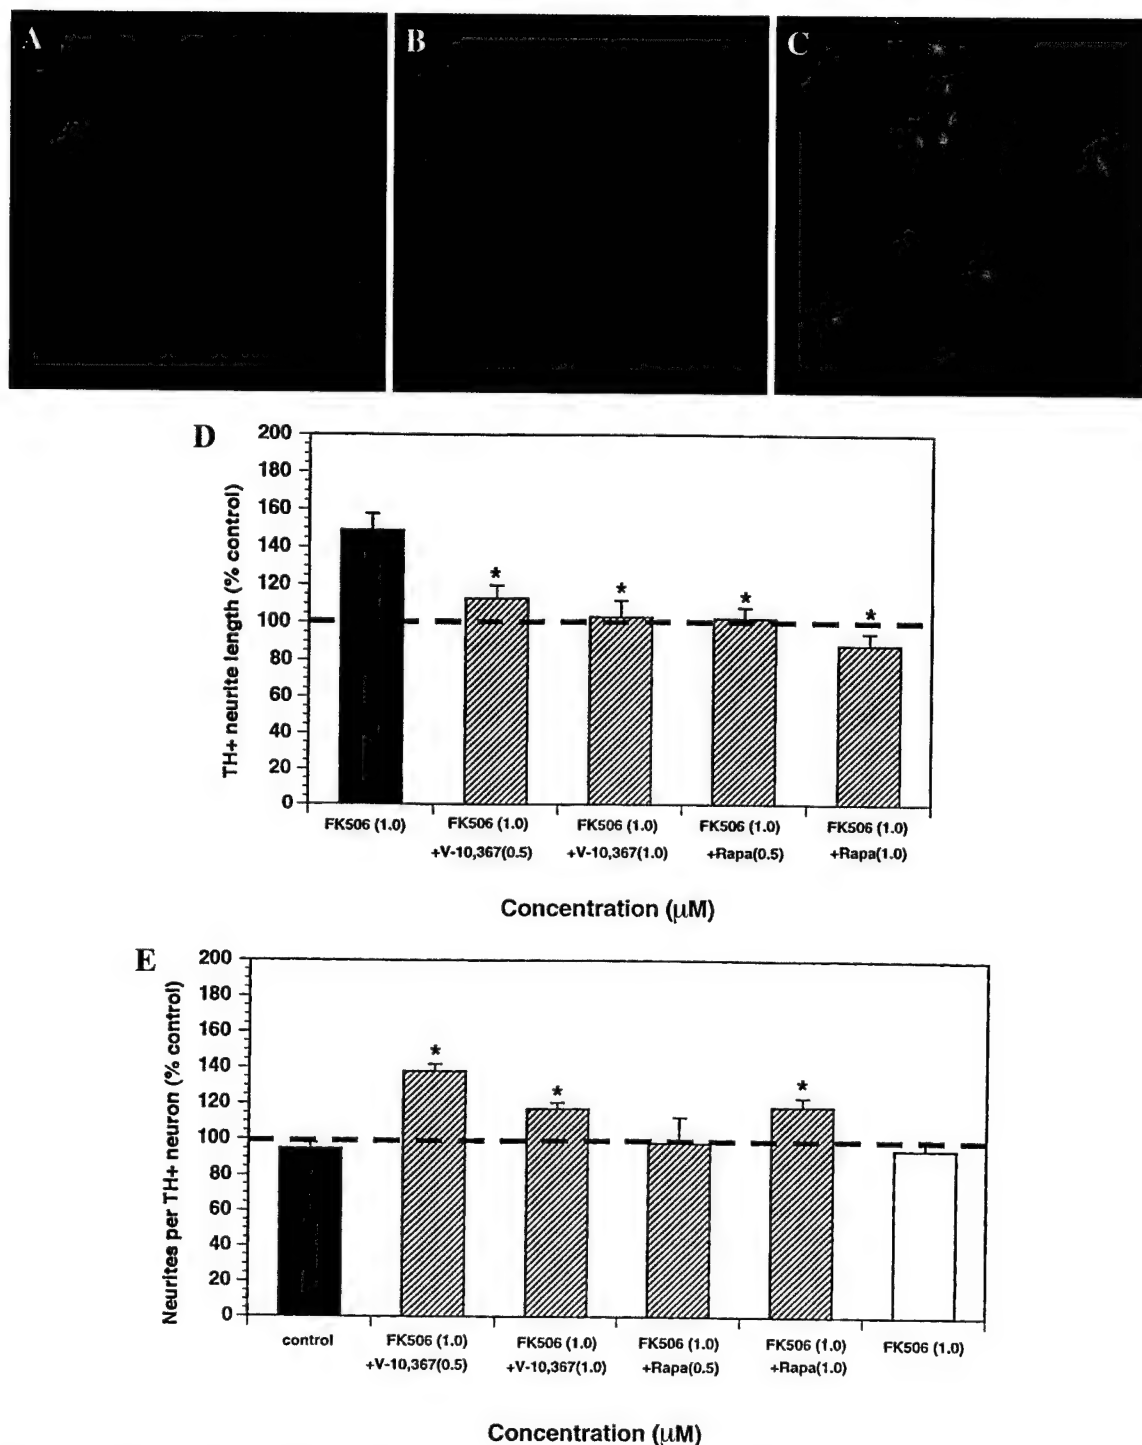 A B C
D
TH+ neurite length (% control)
200
180
160
140
120
100
80
60
40
20
0
* * * *
FK506 (1.0) FK506 (1.0) FK506 (1.0) FK506 (1.0) FK506 (1.0)
+V-10,367(0.5) +V-10,367(1.0) +Rapa(0.5) +Rapa(1.0)
Concentration (μM)
E
Neurites per TH+ neuron (% control)
200
180
160
140
120
100
80
60
40
20
0
* * *
control FK506 (1.0) FK506 (1.0) FK506 (1.0) FK506 (1.0) FK506 (1.0)
+V-10,367(0.5) +V-10,367(1.0) +Rapa(0.5) +Rapa(1.0)
Concentration (μM)